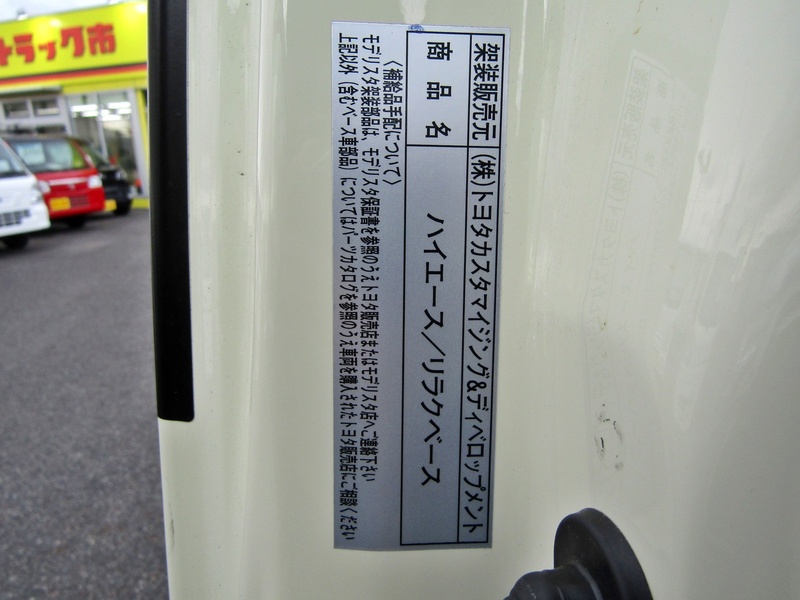 トラック市
架装販売元 (株)トヨタカスタマイジング&ディベロップメント
商品名 ハイエース/リラクベース
〈補給品手配について〉
モデリスタ架装部品は、モデリスタ保証書を参照のうえトヨタ販売店またはモデリスタ店へご連絡下さい
上記以外（含むベース車部品）についてはパーツカタログを参照のうえ車両を購入されたトヨタ販売店にご相談ください